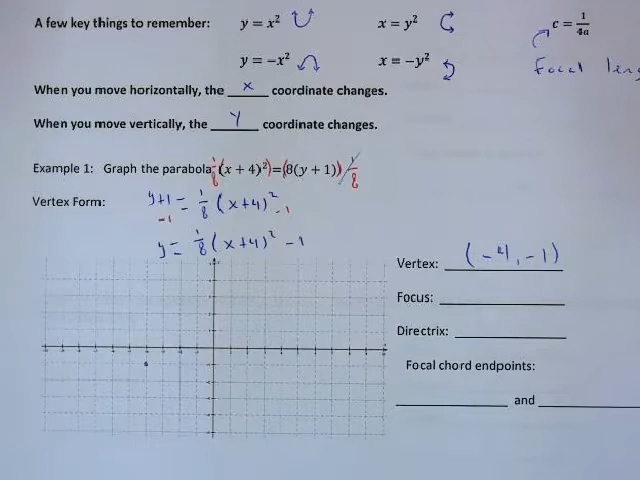 A few key things to remember: y = x² x = y² c = 1/4a
y = −x² x = −y² Focal
When you move horizontally, the x coordinate changes.
When you move vertically, the y coordinate changes.
Example 1: Graph the parabola 1/8 (x + 4)²) = (8(y + 1)) 1/8
Vertex Form: y+1 = 1/8 (x+4)²
-1 -1
y = 1/8 (x+4)² - 1
Vertex: (-4, -1)
Focus:
Directrix:
Focal chord endpoints:
and